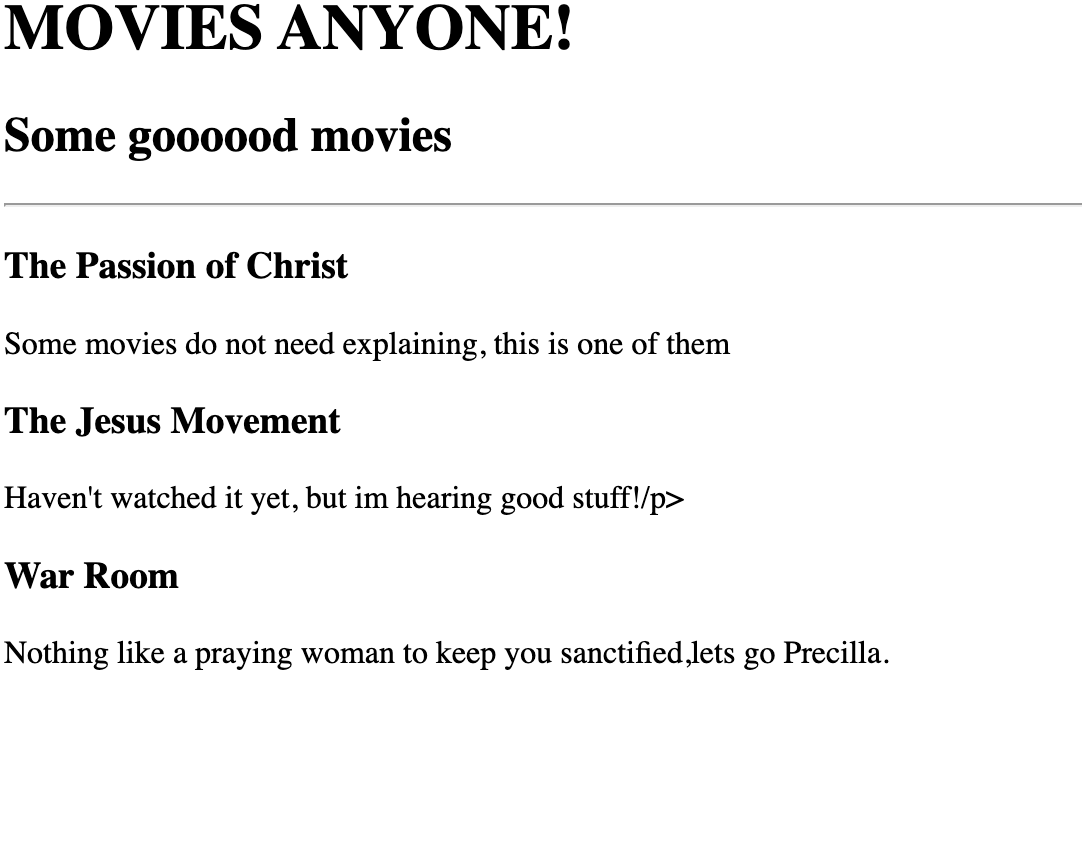 MOVIES ANYONE!
Some goooood movies
The Passion of Christ
Some movies do not need explaining, this is one of them
The Jesus Movement
Haven't watched it yet, but im hearing good stuff!/p>
War Room
Nothing like a praying woman to keep you sanctified,lets go Precilla.